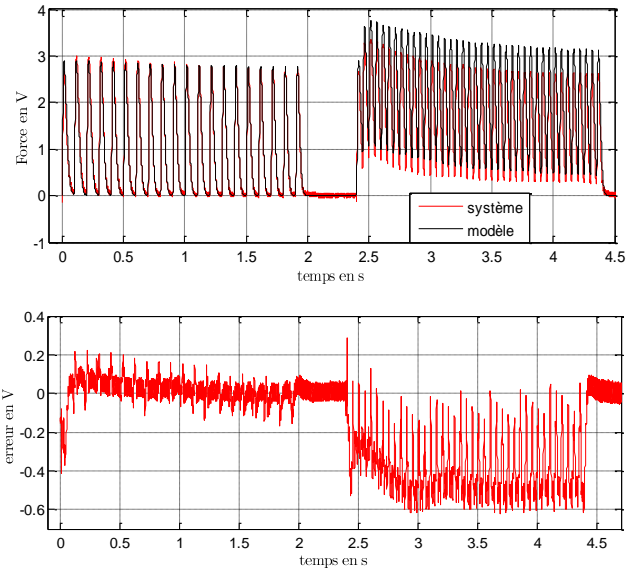 4
3
2
1
0
-1
Force en V
0 0.5 1 1.5 2 2.5 3 3.5 4 4.5
temps en s
système
modèle
0.4
0.2
0
-0.2
-0.4
-0.6
erreur en V
0 0.5 1 1.5 2 2.5 3 3.5 4 4.5
temps en s